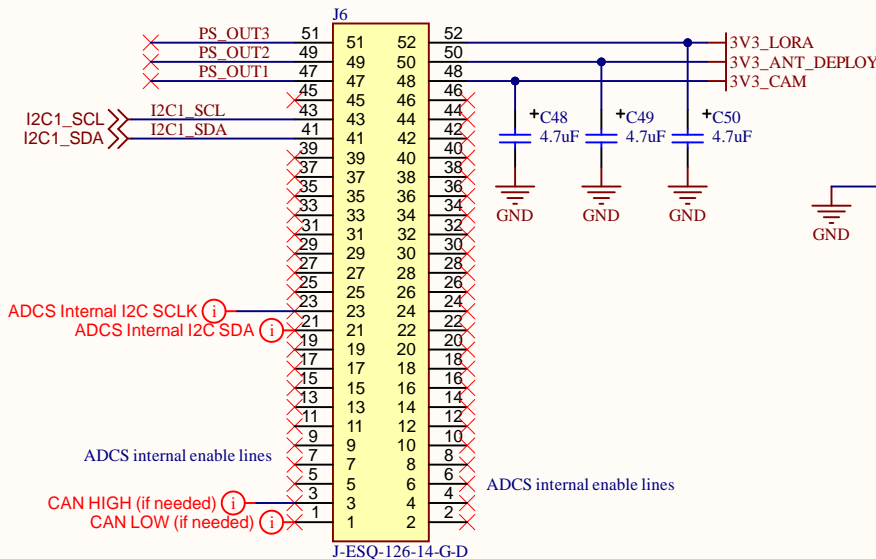 J6
PS_OUT3 51 51 52 52 3V3_LORA
PS_OUT2 49 49 50 50 3V3_ANT_DEPLOY
PS_OUT1 47 47 48 48 3V3_CAM
45 45 46 46
I2C1_SCL I2C1_SCL 43 43 44 44
I2C1_SDA I2C1_SDA 41 41 42 42
+C48 +C49 +C50
4.7uF 4.7uF 4.7uF
39 39 40 40
37 37 38 38
35 35 36 36
33 33 34 34
GND GND GND
31 31 32 32
GND
29 29 30 30
27 27 28 28
25 25 26 26
ADCS Internal I2C SCLK i 23 23 24 24
ADCS Internal I2C SDA i 21 21 22 22
19 19 20 20
17 17 18 18
15 15 16 16
13 13 14 14
11 11 12 12
9 9 10 10
ADCS internal enable lines
7 7 8 8
5 5 6 6
ADCS internal enable lines
CAN HIGH (if needed) i 3 3 4 4
CAN LOW (if needed) i 1 1 2 2
J-ESQ-126-14-G-D